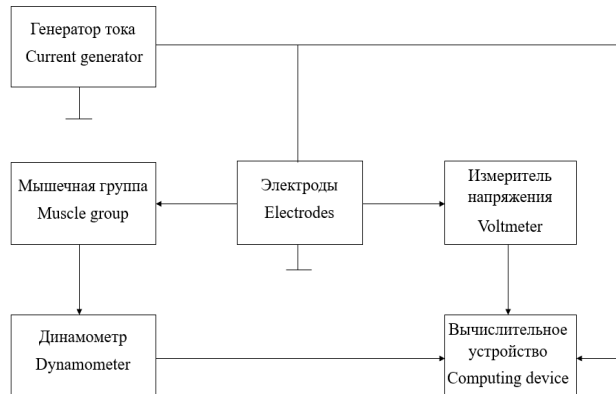 Генератор тока
Current generator
Мышечная группа
Muscle group
Электроды
Electrodes
Измеритель
напряжения
Voltmeter
Динамометр
Dynamometer
Вычислительное
устройство
Computing device